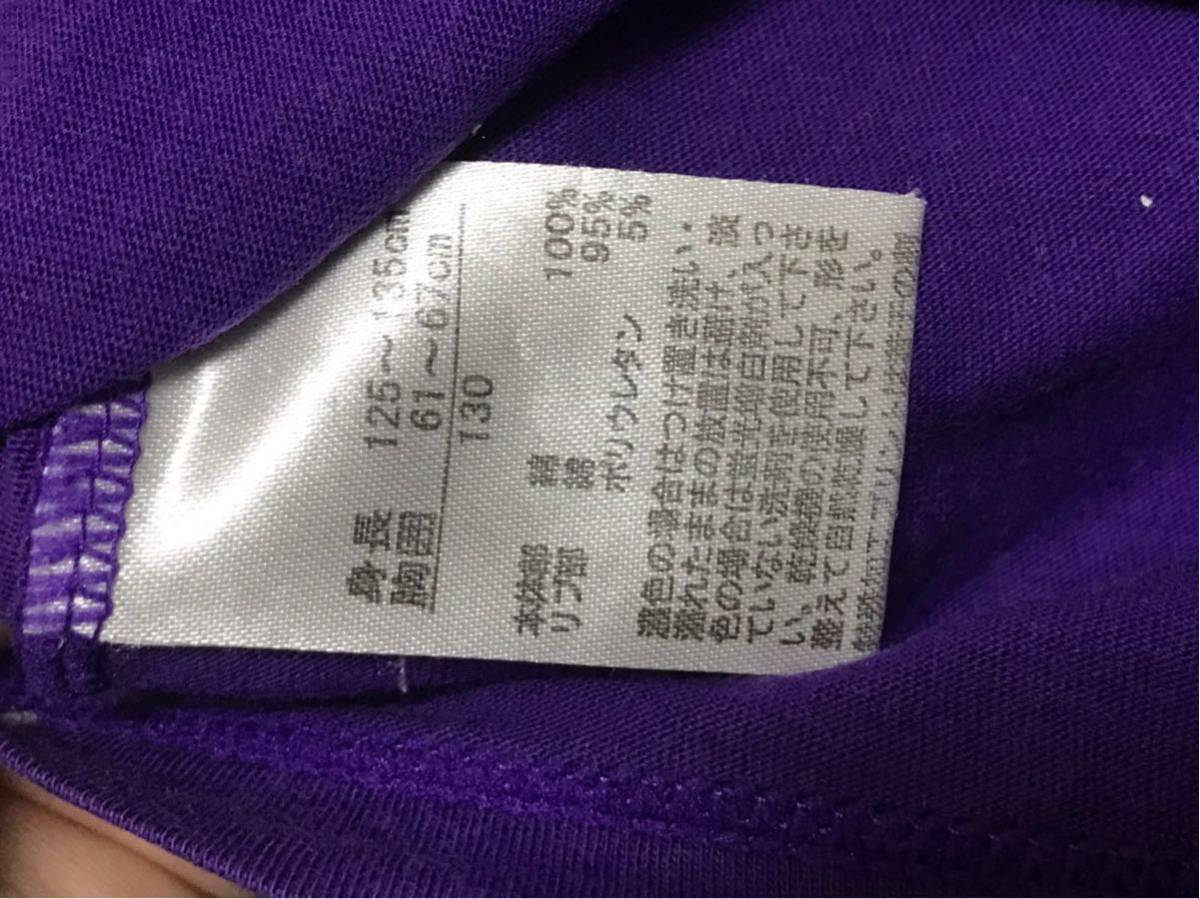 身長 125～135cm
胸囲 61～67cm
130
本体部 綿 100%
リブ部 綿 95%
ポリウレタン 5%
濃色の場合はつけ置き洗い、
濡れたままの放置は避け、淡
色の場合は蛍光増白剤が入っ
ていない洗剤を使用して下さ
い。乾燥機の使用不可、形を
整えて自然乾燥して下さい。